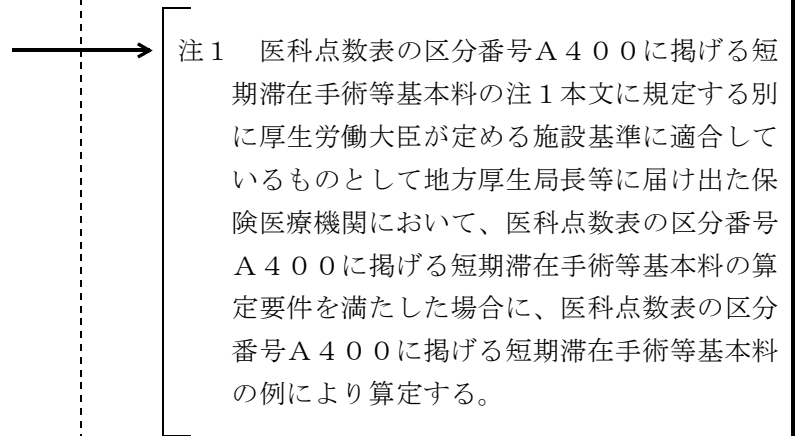 注１　医科点数表の区分番号Ａ４００に掲げる短
期滞在手術等基本料の注１本文に規定する別
に厚生労働大臣が定める施設基準に適合して
いるものとして地方厚生局長等に届け出た保
険医療機関において、医科点数表の区分番号
Ａ４００に掲げる短期滞在手術等基本料の算
定要件を満たした場合に、医科点数表の区分
番号Ａ４００に掲げる短期滞在手術等基本料
の例により算定する。